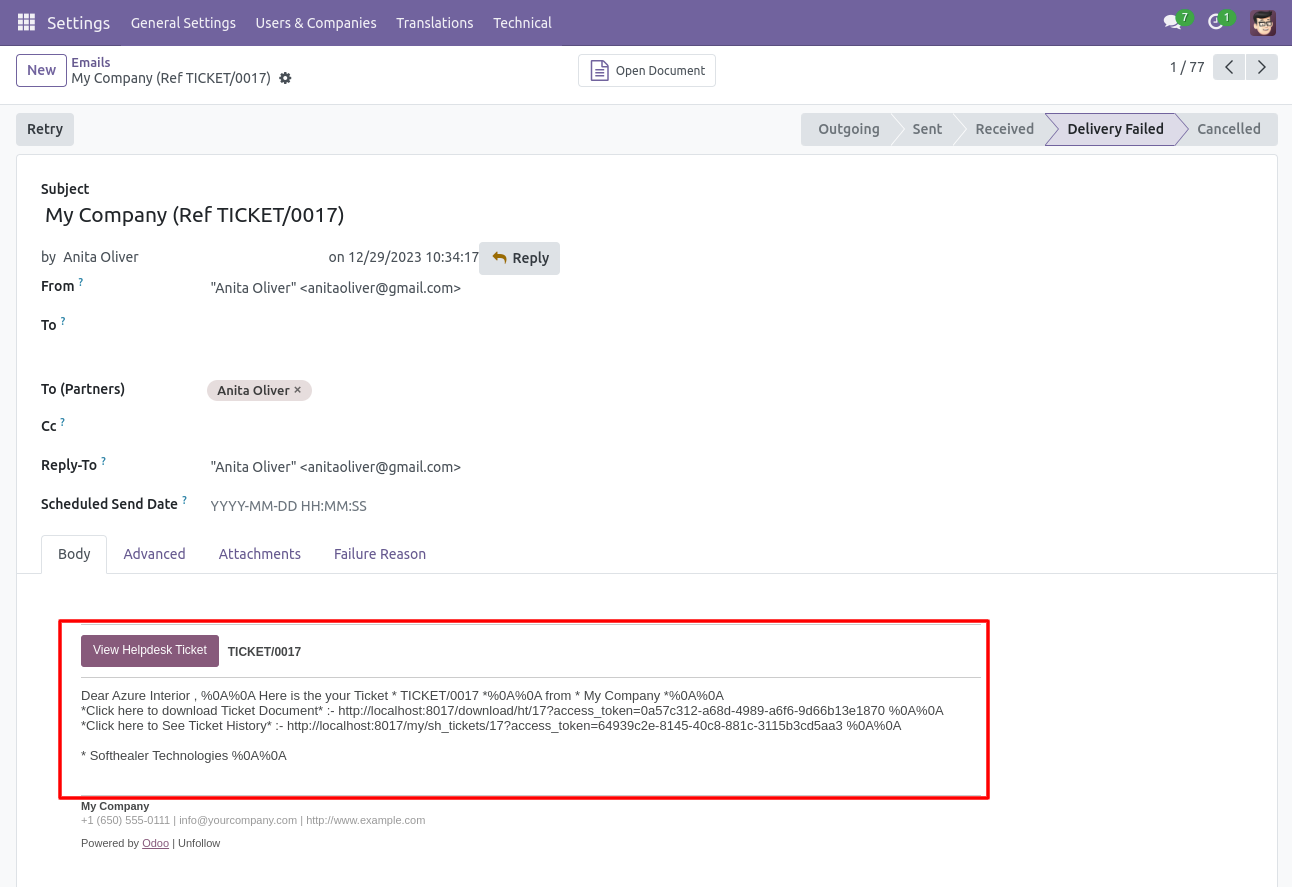 Settings General Settings Users & Companies Translations Technical 7 1
New Emails
My Company (Ref TICKET/0017)
Open Document
1 / 77
Retry
Outgoing Sent Received Delivery Failed Cancelled
Subject
My Company (Ref TICKET/0017)
by Anita Oliver on 12/29/2023 10:34:17 Reply
From ? "Anita Oliver" <anitaoliver@gmail.com>
To ?
To (Partners) Anita Oliver ×
Cc ?
Reply-To ? "Anita Oliver" <anitaoliver@gmail.com>
Scheduled Send Date ? YYYY-MM-DD HH:MM:SS
Body Advanced Attachments Failure Reason
View Helpdesk Ticket TICKET/0017
Dear Azure Interior , %0A%0A Here is the your Ticket * TICKET/0017 *%0A%0A from * My Company *%0A%0A
*Click here to download Ticket Document* :- http://localhost:8017/download/ht/17?access_token=0a57c312-a68d-4989-a6f6-9d66b13e1870 %0A%0A
*Click here to See Ticket History* :- http://localhost:8017/my/sh_tickets/17?access_token=64939c2e-8145-40c8-881c-3115b3cd5aa3 %0A%0A
* Softhealer Technologies %0A%0A
My Company
+1 (650) 555-0111 | info@yourcompany.com | http://www.example.com
Powered by Odoo | Unfollow